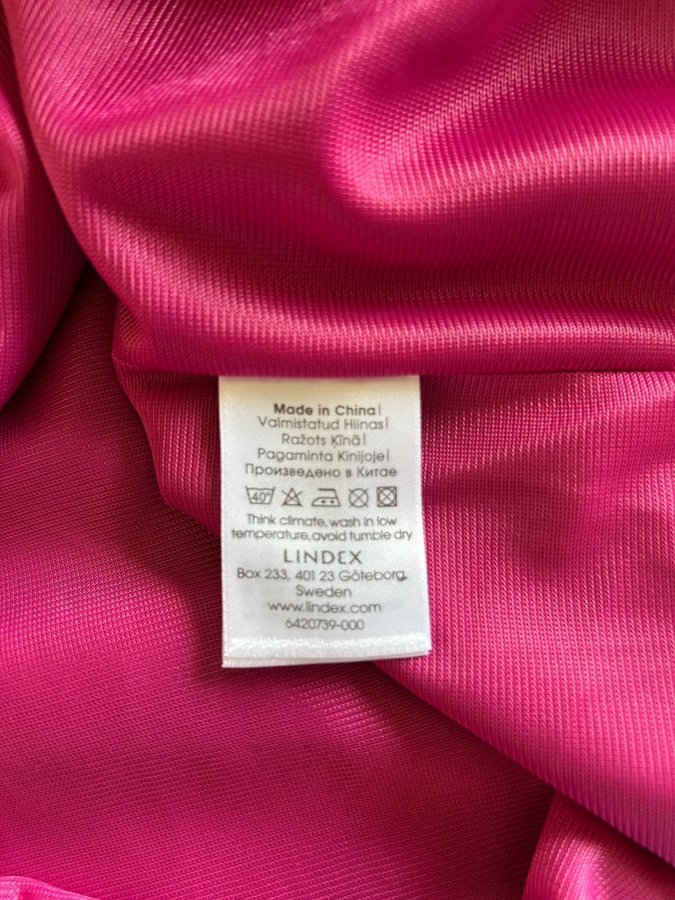 Made in China|
Valmistatud Hiinas|
Ražots Ķīnā|
Pagaminta Kinijoje|
Произведено в Китае
40°
Think climate, wash in low
temperature, avoid tumble dry
LINDEX
Box 233, 401 23 Göteborg,
Sweden
www.lindex.com
6420739-000